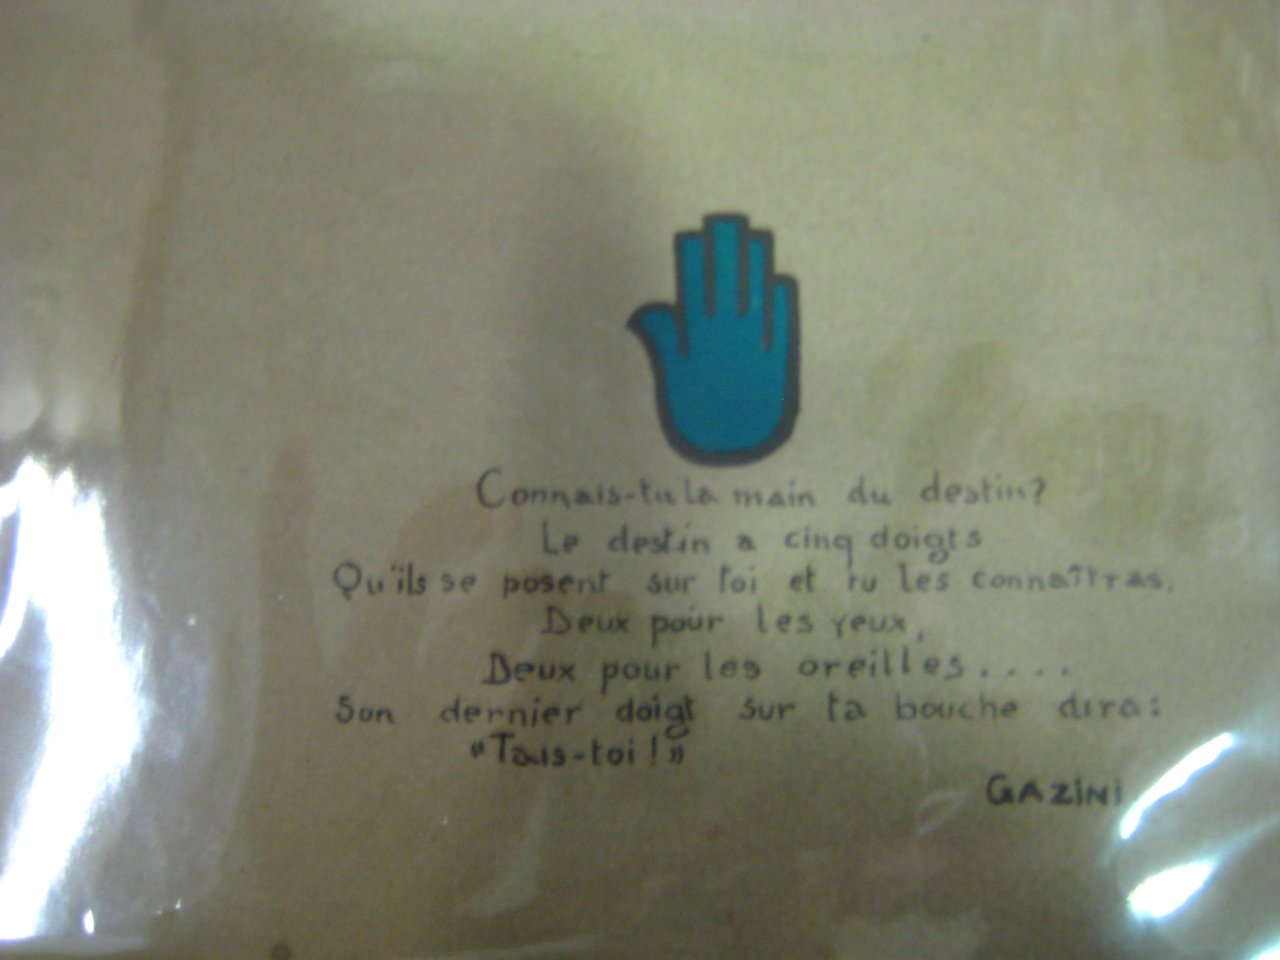 Connais-tu la main du destin?
Le destin a cinq doigts
Qu'ils se posent sur toi et tu les connaîtras.
Deux pour les yeux,
Deux pour les oreilles....
Son dernier doigt sur ta bouche dira:
«Tais-toi!»
GAZiNi